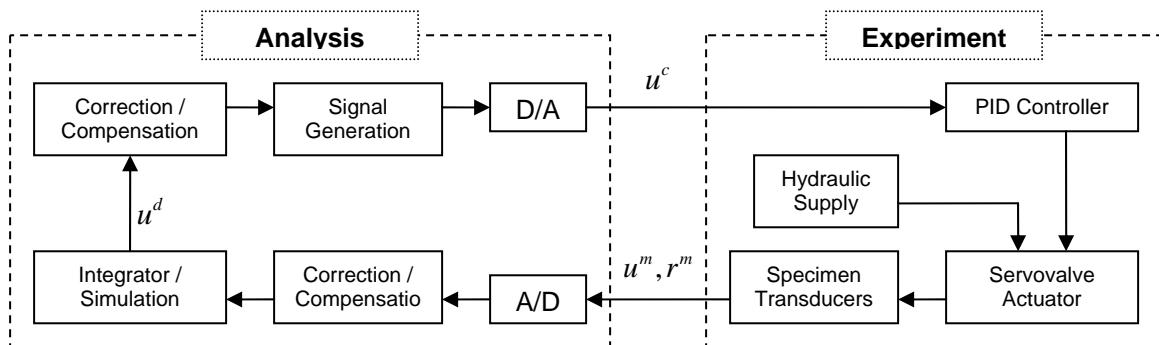 Analysis
Experiment
Correction /
Compensation
Signal
Generation
D/A
u^c
PID Controller
Hydraulic
Supply
u^d
Integrator /
Simulation
Correction /
Compensatio
A/D
u^m, r^m
Specimen
Transducers
Servovalve
Actuator